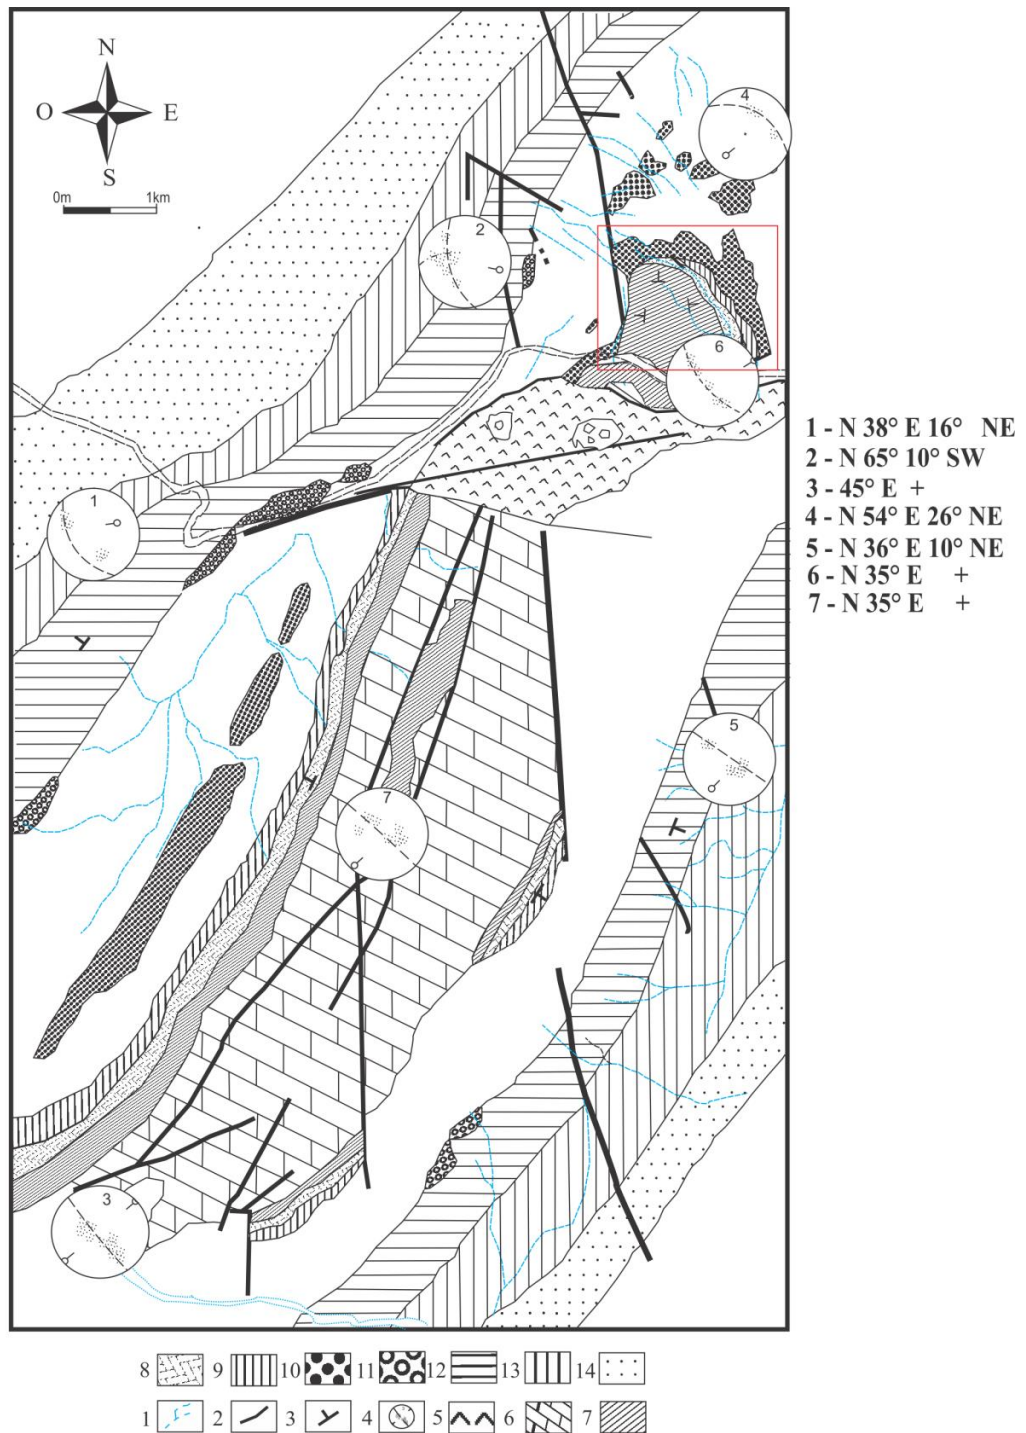 N
O E
S
0m 1km
4
2
6
1
5
7
3
1 - N 38° E 16° NE
2 - N 65° 10° SW
3 - 45° E +
4 - N 54° E 26° NE
5 - N 36° E 10° NE
6 - N 35° E +
7 - N 35° E +
8 9 10 11 12 13 14
1 2 3 4 5 6 7